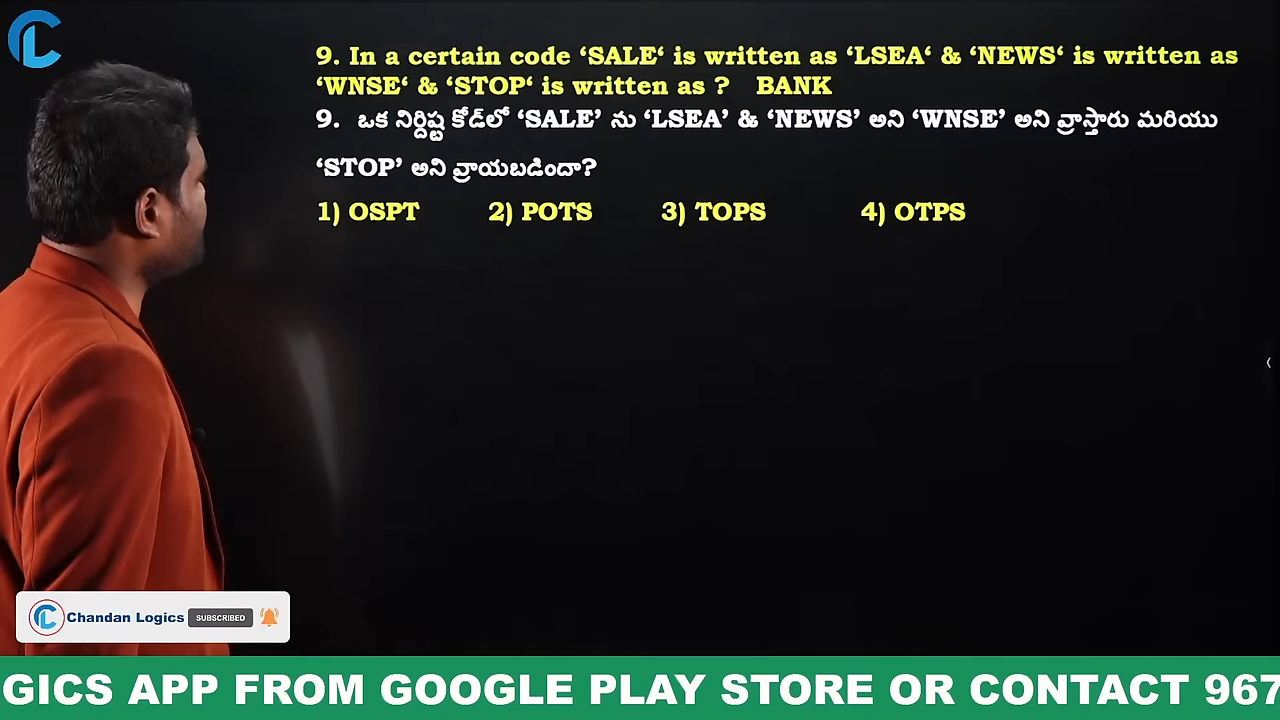 9. In a certain code ‘SALE‘ is written as ‘LSEA‘ & ‘NEWS‘ is written as
‘WNSE‘ & ‘STOP‘ is written as ? BANK
9. ఒక నిర్దిష్ట కోడ్‌లో ‘SALE’ ను ‘LSEA’ & ‘NEWS’ అని ‘WNSE’ అని వ్రాస్తారు మరియు
‘STOP’ అని వ్రాయబడిందా?
1) OSPT 2) POTS 3) TOPS 4) OTPS
Chandan Logics SUBSCRIBED
GICS APP FROM GOOGLE PLAY STORE OR CONTACT 967